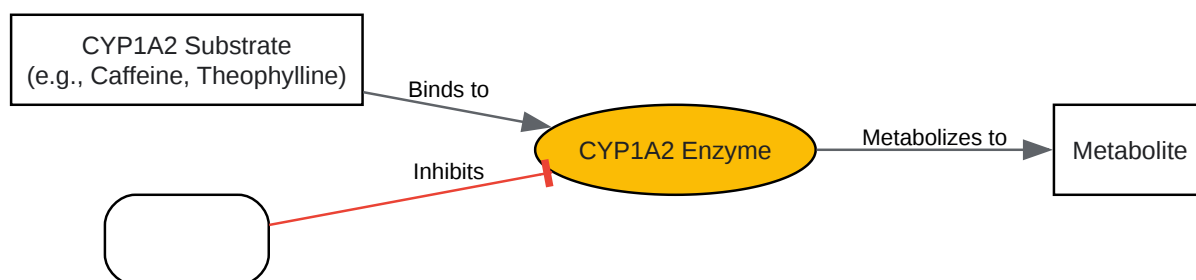 CYP1A2 Substrate
(e.g., Caffeine, Theophylline)
Binds to
CYP1A2 Enzyme
Metabolizes to
Metabolite
Inhibits